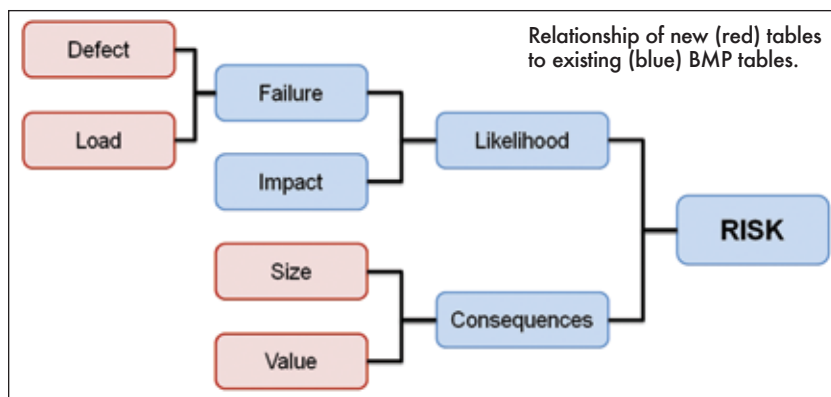 Relationship of new (red) tables
to existing (blue) BMP tables.
Defect
Load
Failure
Impact
Likelihood
Size
Value
Consequences
RISK